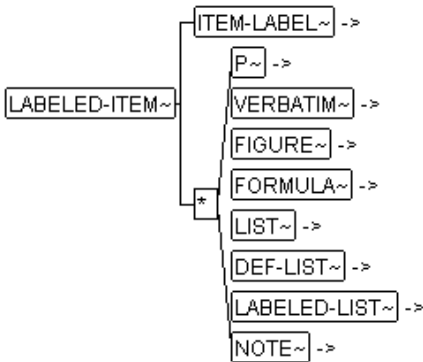 ITEM-LABEL~ ->
P~ ->
LABELED-ITEM~
VERBATIM~ ->
FIGURE~ ->
FORMULA~ ->
*
LIST~ ->
DEF-LIST~ ->
LABELED-LIST~ ->
NOTE~ ->